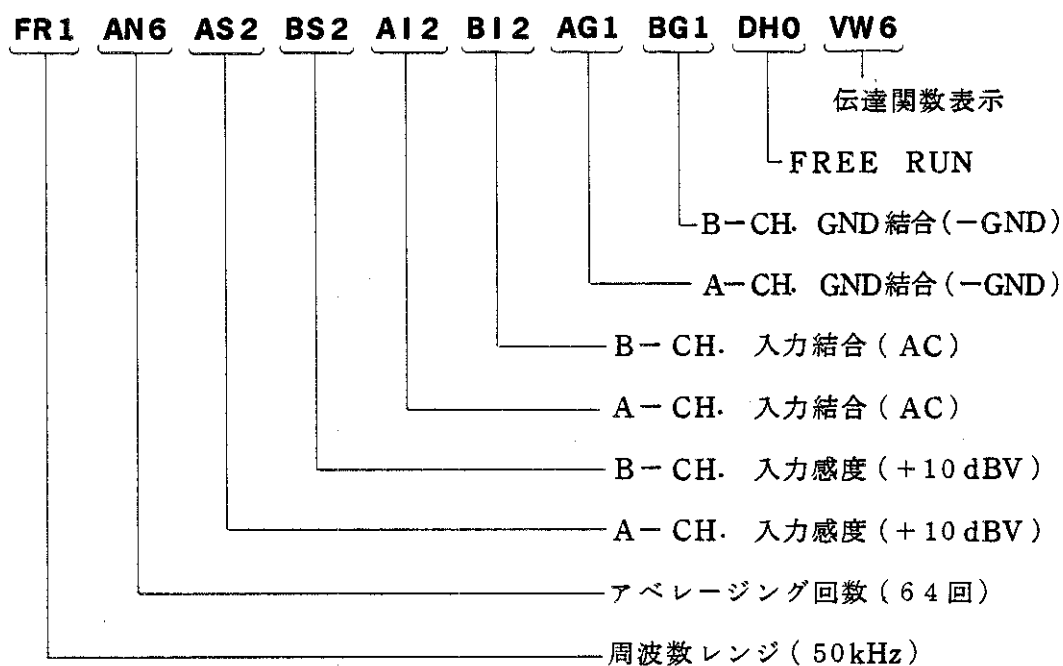 FR1 AN6 AS2 BS2 AI2 BI2 AG1 BG1 DH0 VW6
伝達関数表示
FREE RUN
B-CH. GND結合(-GND)
A-CH. GND結合(-GND)
B-CH. 入力結合(AC)
A-CH. 入力結合(AC)
B-CH. 入力感度(+10dBV)
A-CH. 入力感度(+10dBV)
アベレージング回数(64回)
周波数レンジ(50kHz)